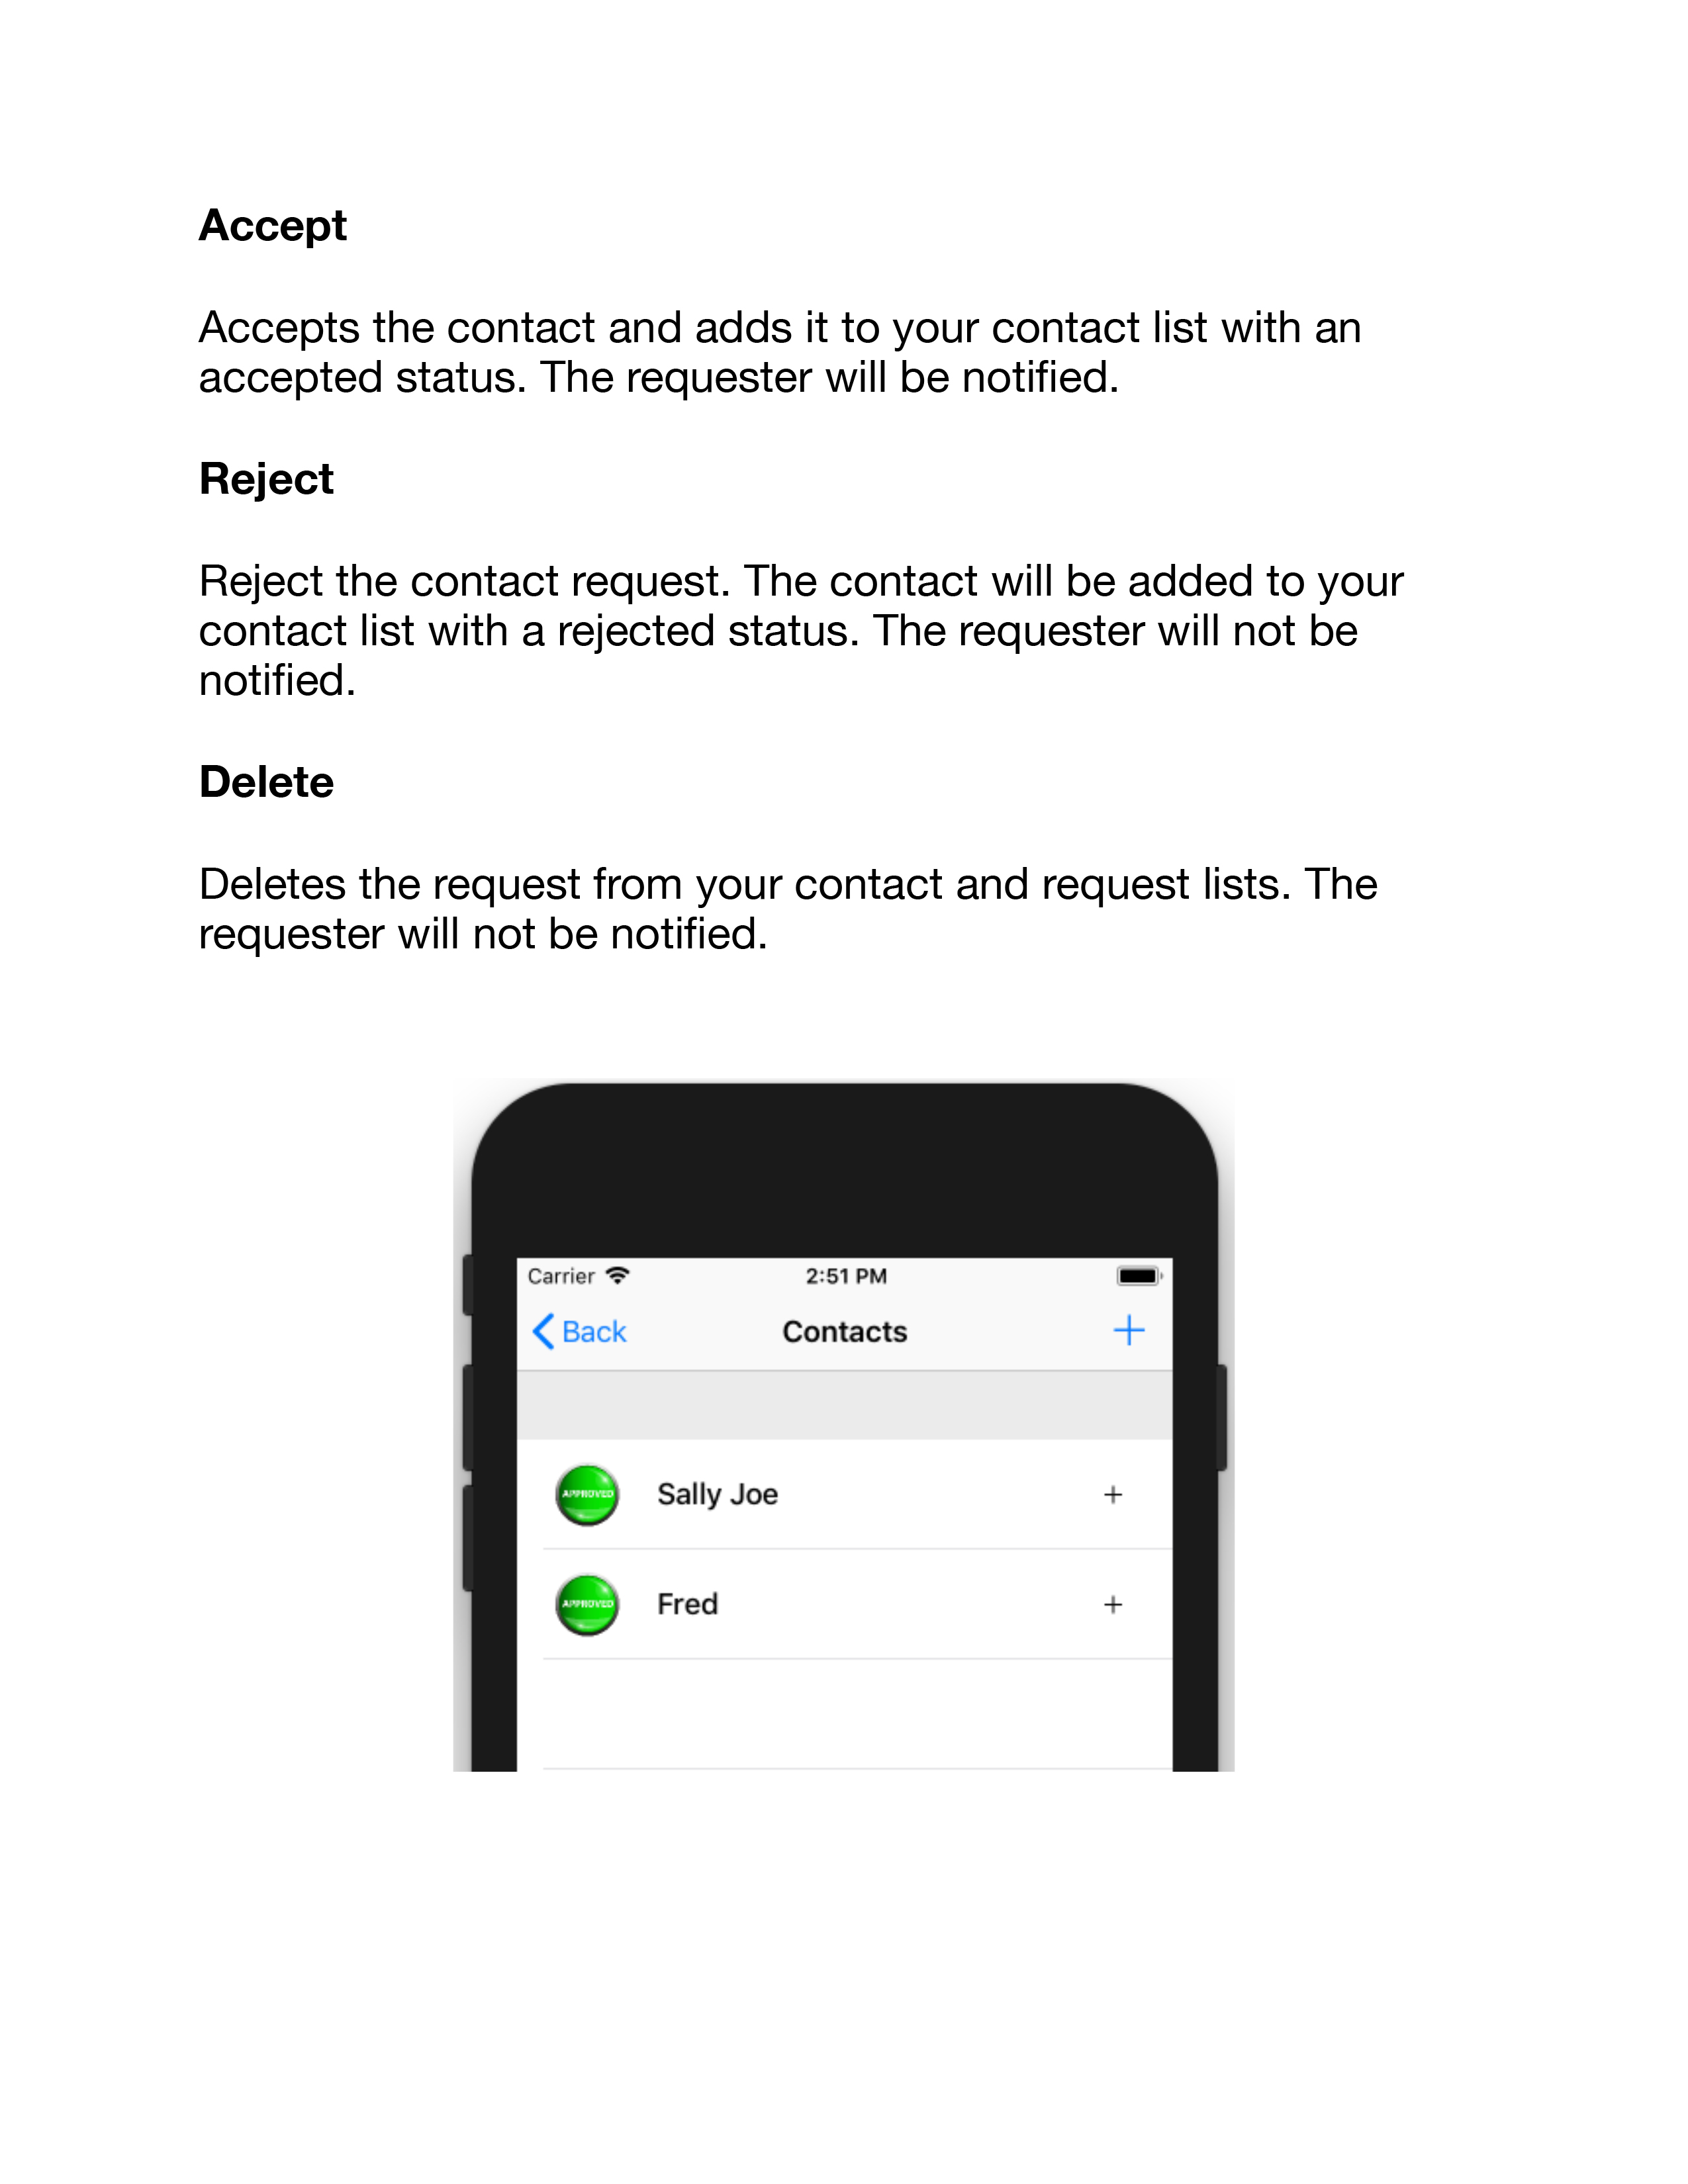 Accept
Accepts the contact and adds it to your contact list with an
accepted status. The requester will be notified.
Reject
Reject the contact request. The contact will be added to your
contact list with a rejected status. The requester will not be
notified.
Delete
Deletes the request from your contact and request lists. The
requester will not be notified.
Carrier 2:51 PM
Back Contacts +
APPROVED Sally Joe +
APPROVED Fred +